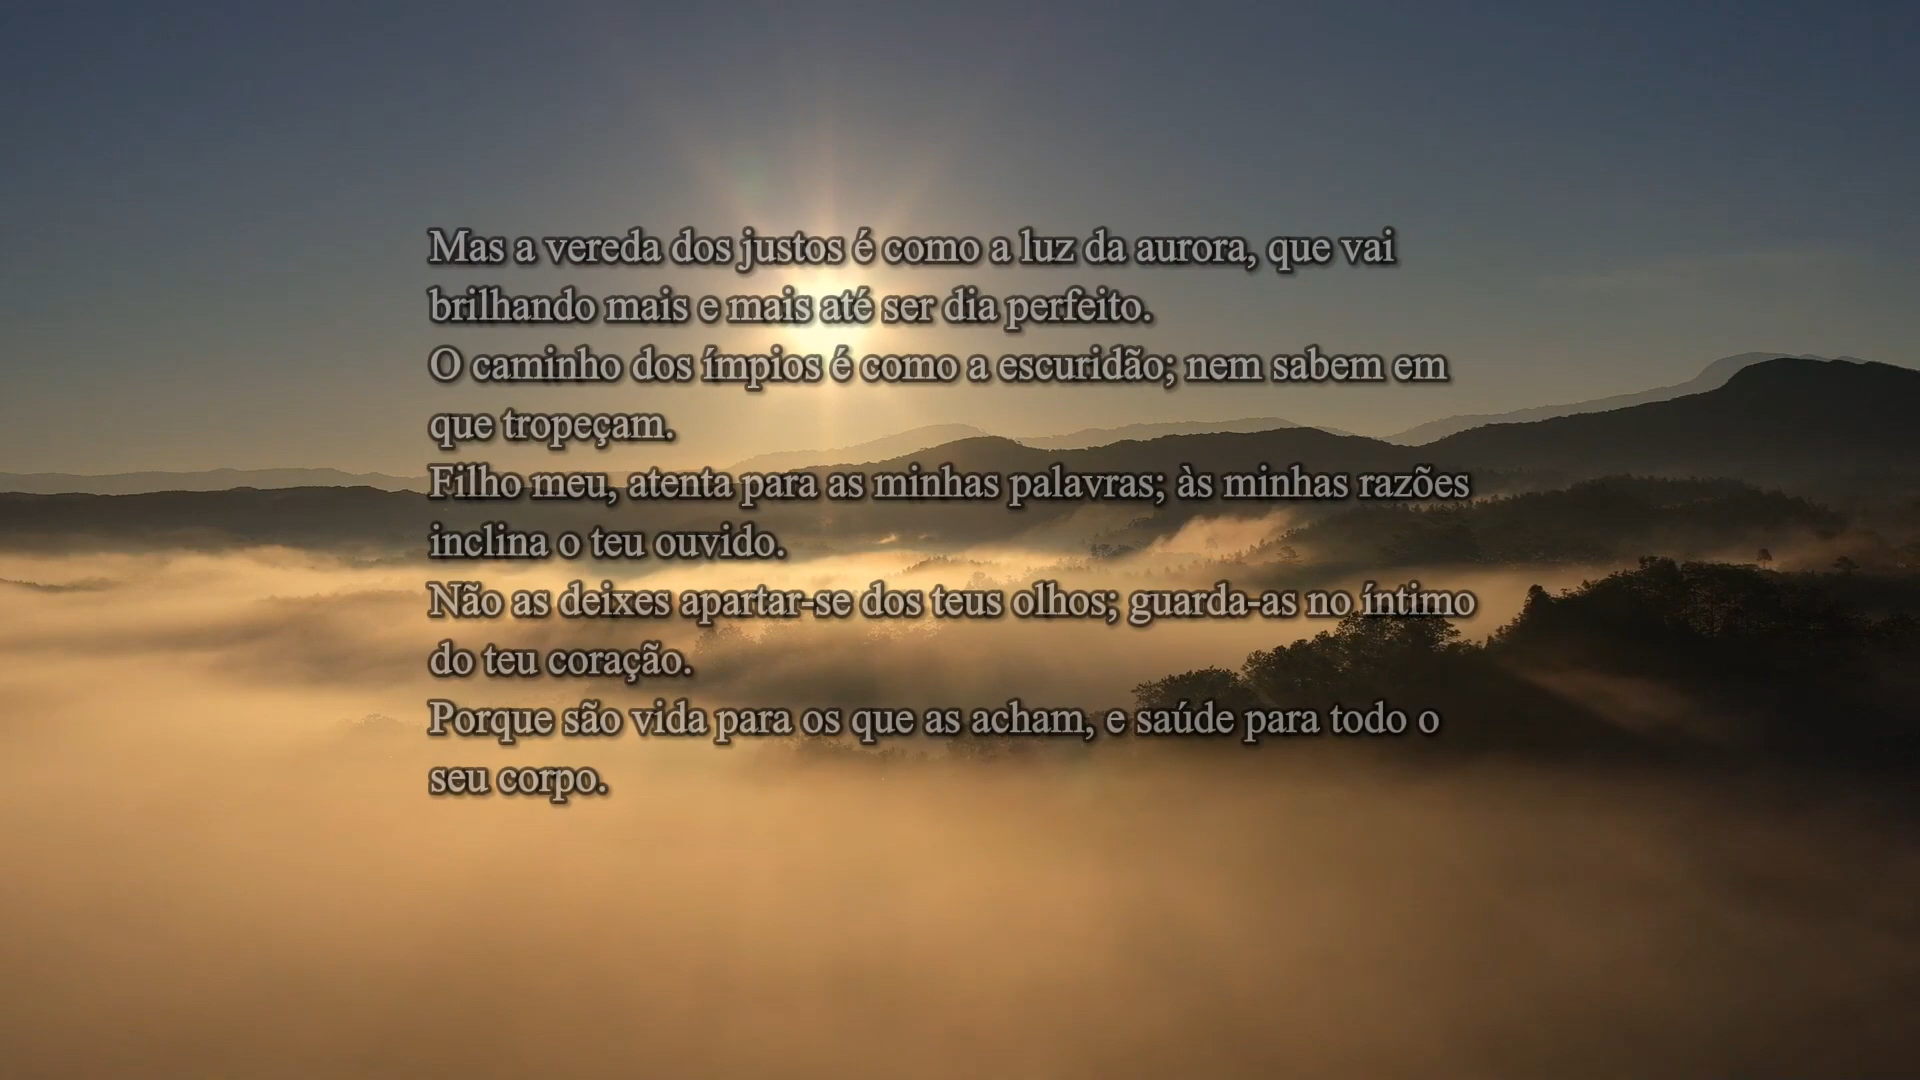 Mas a vereda dos justos é como a luz da aurora, que vai
brilhando mais e mais até ser dia perfeito.
O caminho dos ímpios é como a escuridão; nem sabem em
que tropeçam.
Filho meu, atenta para as minhas palavras; às minhas razões
inclina o teu ouvido.
Não as deixes apartar-se dos teus olhos; guarda-as no íntimo
do teu coração.
Porque são vida para os que as acham, e saúde para todo o
seu corpo.